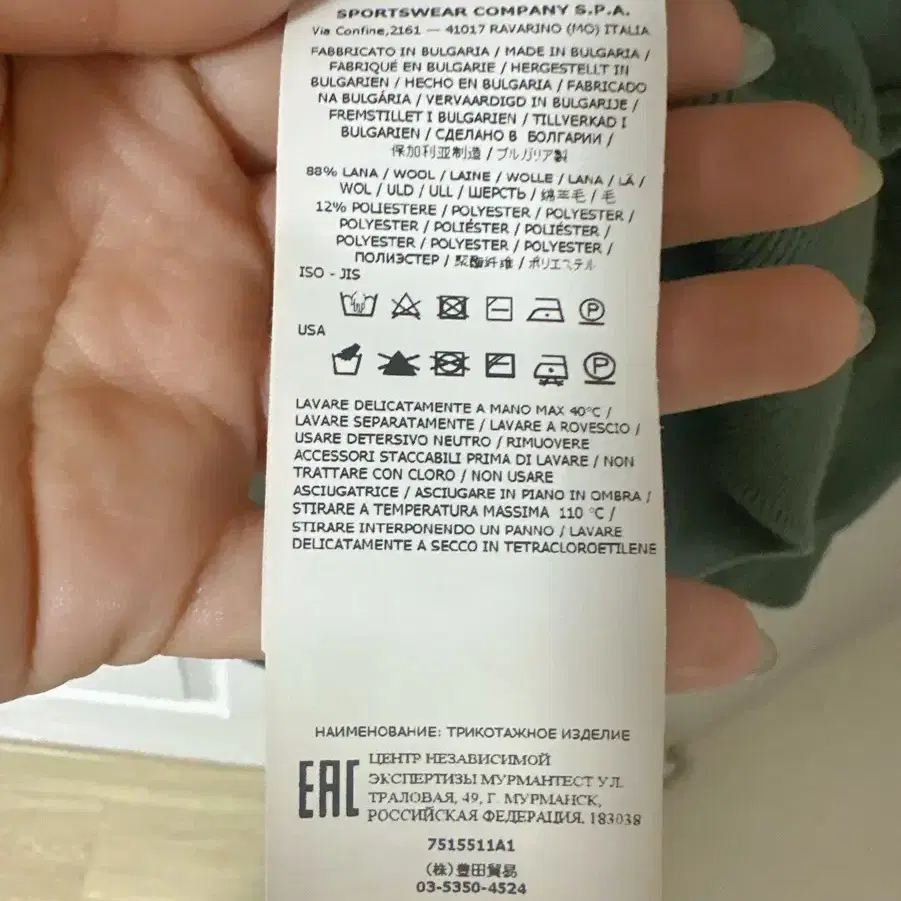 SPORTSWEAR COMPANY S.P.A.
Via Confine,2161 — 41017 RAVARINO (MO) ITALIA
FABBRICATO IN BULGARIA / MADE IN BULGARIA /
FABRIQUÉ EN BULGARIE / HERGESTELLT IN
BULGARIEN / HECHO EN BULGARIA / FABRICADO
NA BULGÁRIA / VERVAARDIGD IN BULGARIJE /
FREMSTILLET I BULGARIEN / TILLVERKAD I
BULGARIEN / СДЕЛАНО В БОЛГАРИИ /
保加利亚制造 / ブルガリア製
88% LANA / WOOL / LAINE / WOLLE / LANA / LÃ /
WOL / ULD / ULL / ШЕРСТЬ / 绵羊毛 / 毛
12% POLIESTERE / POLYESTER / POLYESTER /
POLYESTER / POLIÉSTER / POLIÉSTER /
POLYESTER / POLYESTER / POLYESTER /
ПОЛИЭСТЕР / 聚酯纤维 / ポリエステル
ISO - JIS
P
USA
P
LAVARE DELICATAMENTE A MANO MAX 40°C /
LAVARE SEPARATAMENTE / LAVARE A ROVESCIO /
USARE DETERSIVO NEUTRO / RIMUOVERE
ACCESSORI STACCABILI PRIMA DI LAVARE / NON
TRATTARE CON CLORO / NON USARE
ASCIUGATRICE / ASCIUGARE IN PIANO IN OMBRA /
STIRARE A TEMPERATURA MASSIMA 110 °C /
STIRARE INTERPONENDO UN PANNO / LAVARE
DELICATAMENTE A SECCO IN TETRACLOROETILENE
НАИМЕНОВАНИЕ: ТРИКОТАЖНОЕ ИЗДЕЛИЕ
EAC
ЦЕНТР НЕЗАВИСИМОЙ
ЭКСПЕРТИЗЫ МУРМАНТЕСТ УЛ.
ТРАЛОВАЯ, 49, Г. МУРМАНСК,
РОССИЙСКАЯ ФЕДЕРАЦИЯ, 183038
7515511A1
(株)豊田貿易
03-5350-4524